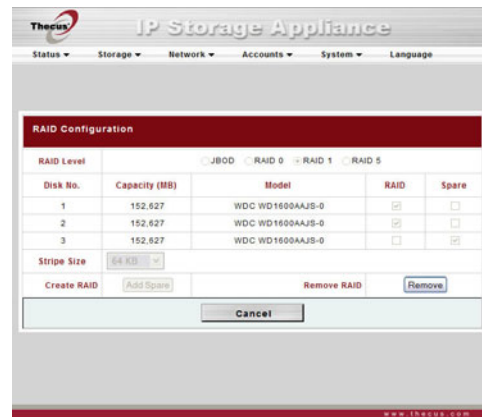 Thecus
IP Storage Appliance
Status Storage Network Accounts System Language
RAID Configuration
RAID Level JBOD RAID 0 RAID 1 RAID 5
Disk No. Capacity (MB) Model RAID Spare
1 152,627 WDC WD1600AAJS-0
2 152,627 WDC WD1600AAJS-0
3 152,627 WDC WD1600AAJS-0
Stripe Size 64 KB
Create RAID Add Spare Remove RAID Remove
Cancel
www.thecus.com